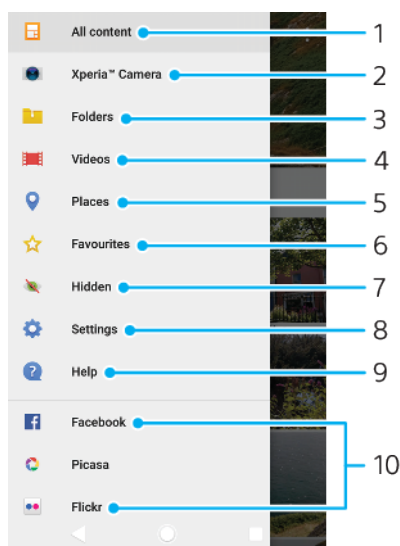 All content 1
Xperia™ Camera 2
Folders 3
Videos 4
Places 5
Favourites 6
Hidden 7
Settings 8
Help 9
Facebook
Picasa 10
Flickr